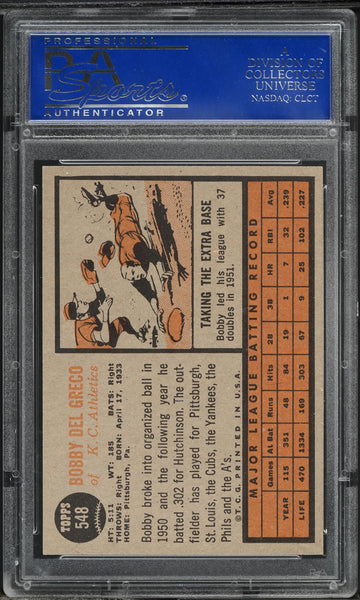 PROFESSIONAL
PSA
Sports
AUTHENTICATOR
A
DIVISION OF
COLLECTORS
UNIVERSE
NASDAQ: CLCT
TOPPS
548
BOBBY DEL GRECO
of K. C. Athletics
HT: 5:11 WT: 185 BATS: Right
THROWS: Right BORN: April 17, 1933
HOME: Pittsburgh, Pa.
Bobby broke into organized ball in
1950 and the following year he
batted .302 for Hutchinson. The out-
fielder has played for Pittsburgh,
St. Louis, the Cubs, the Yankees, the
Phils and the A's.
© T. C. G. PRINTED IN U.S.A.
TAKING THE EXTRA BASE
Bobby led his league with 37
doubles in 1951.
MAJOR LEAGUE BATTING RECORD
Games At Bat Runs Hits 2B 3B HR RBI Avg
YEAR 115 351 48 84 19 1 7 32 .239
LIFE 470 1334 169 303 67 9 25 102 .227